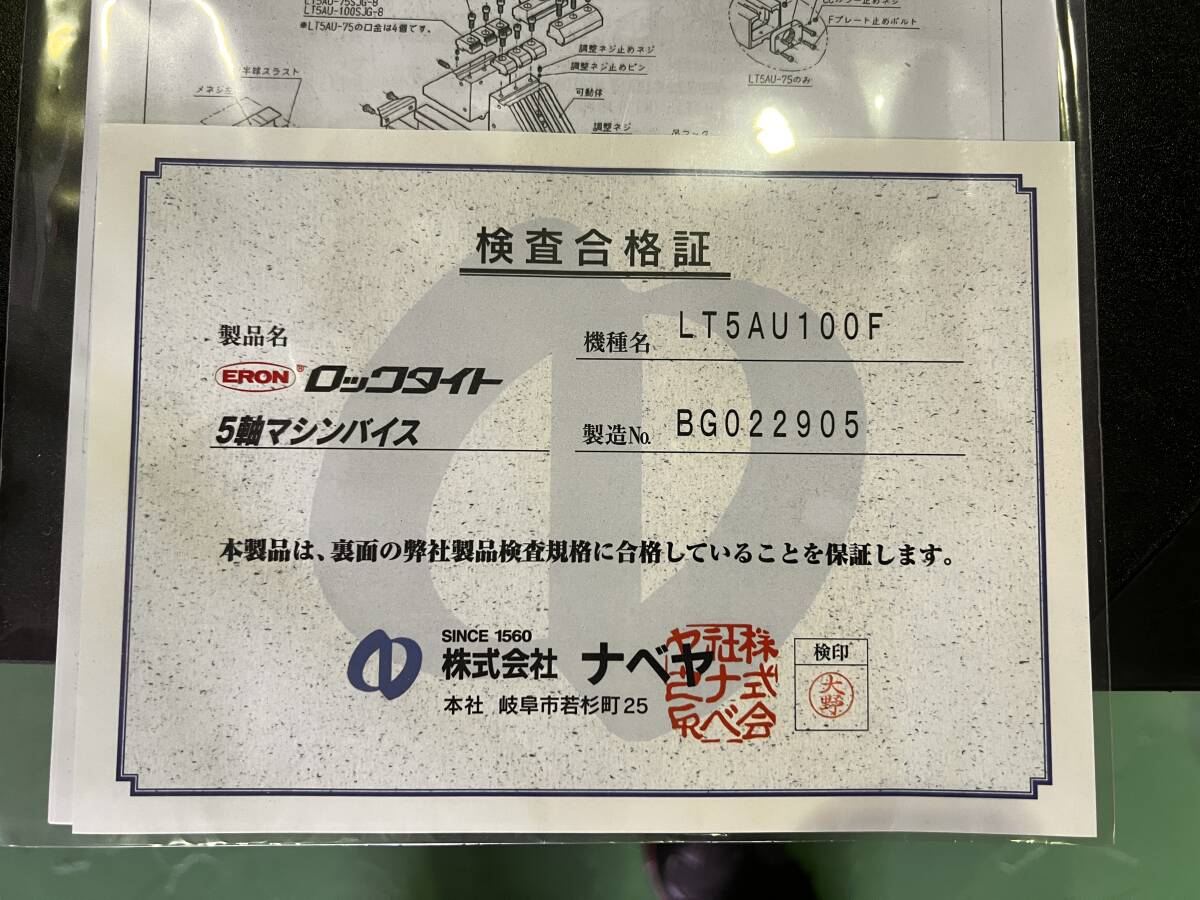 LT5AU-75SJG-8
LT5AU-100SJG-8
※LT5AU-75の口金は4個です。
Fプレート止めボルト
LT5AU-75のみ
調整ネジ止めネジ
調整ネジ止めピン
可動体
調整ネジ
半球スラスト
検査合格証
製品名
ERON® ロックタイト
5軸マシンバイス
機種名 LT5AU100F
製造No. BG022905
本製品は、裏面の弊社製品検査規格に合格していることを保証します。
SINCE 1560
株式会社 ナベヤ
本社 岐阜市若杉町25
株式会社ナベヤ之印
検印
大野